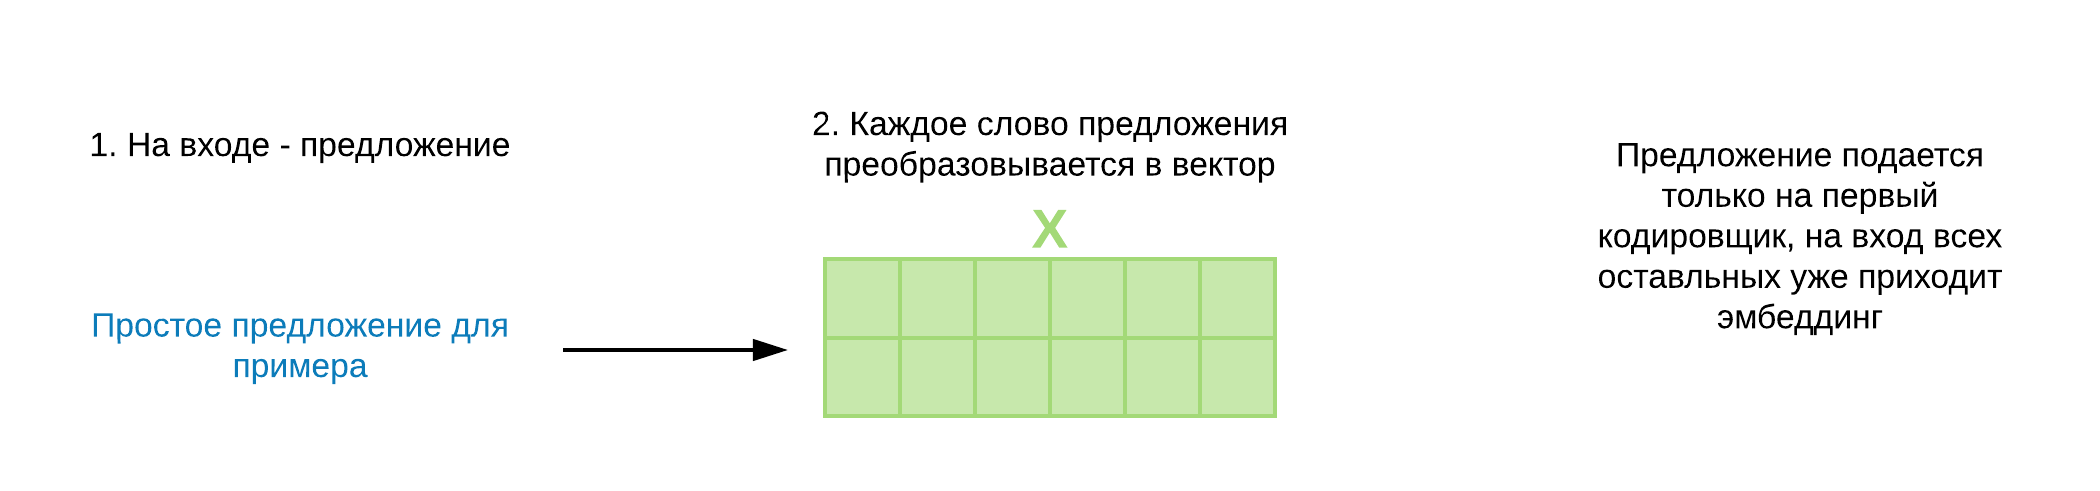 1. На входе - предложение
Простое предложение для
примера
2. Каждое слово предложения
преобразовывается в вектор
X
Предложение подается
только на первый
кодировщик, на вход всех
оставльных уже приходит
эмбеддинг